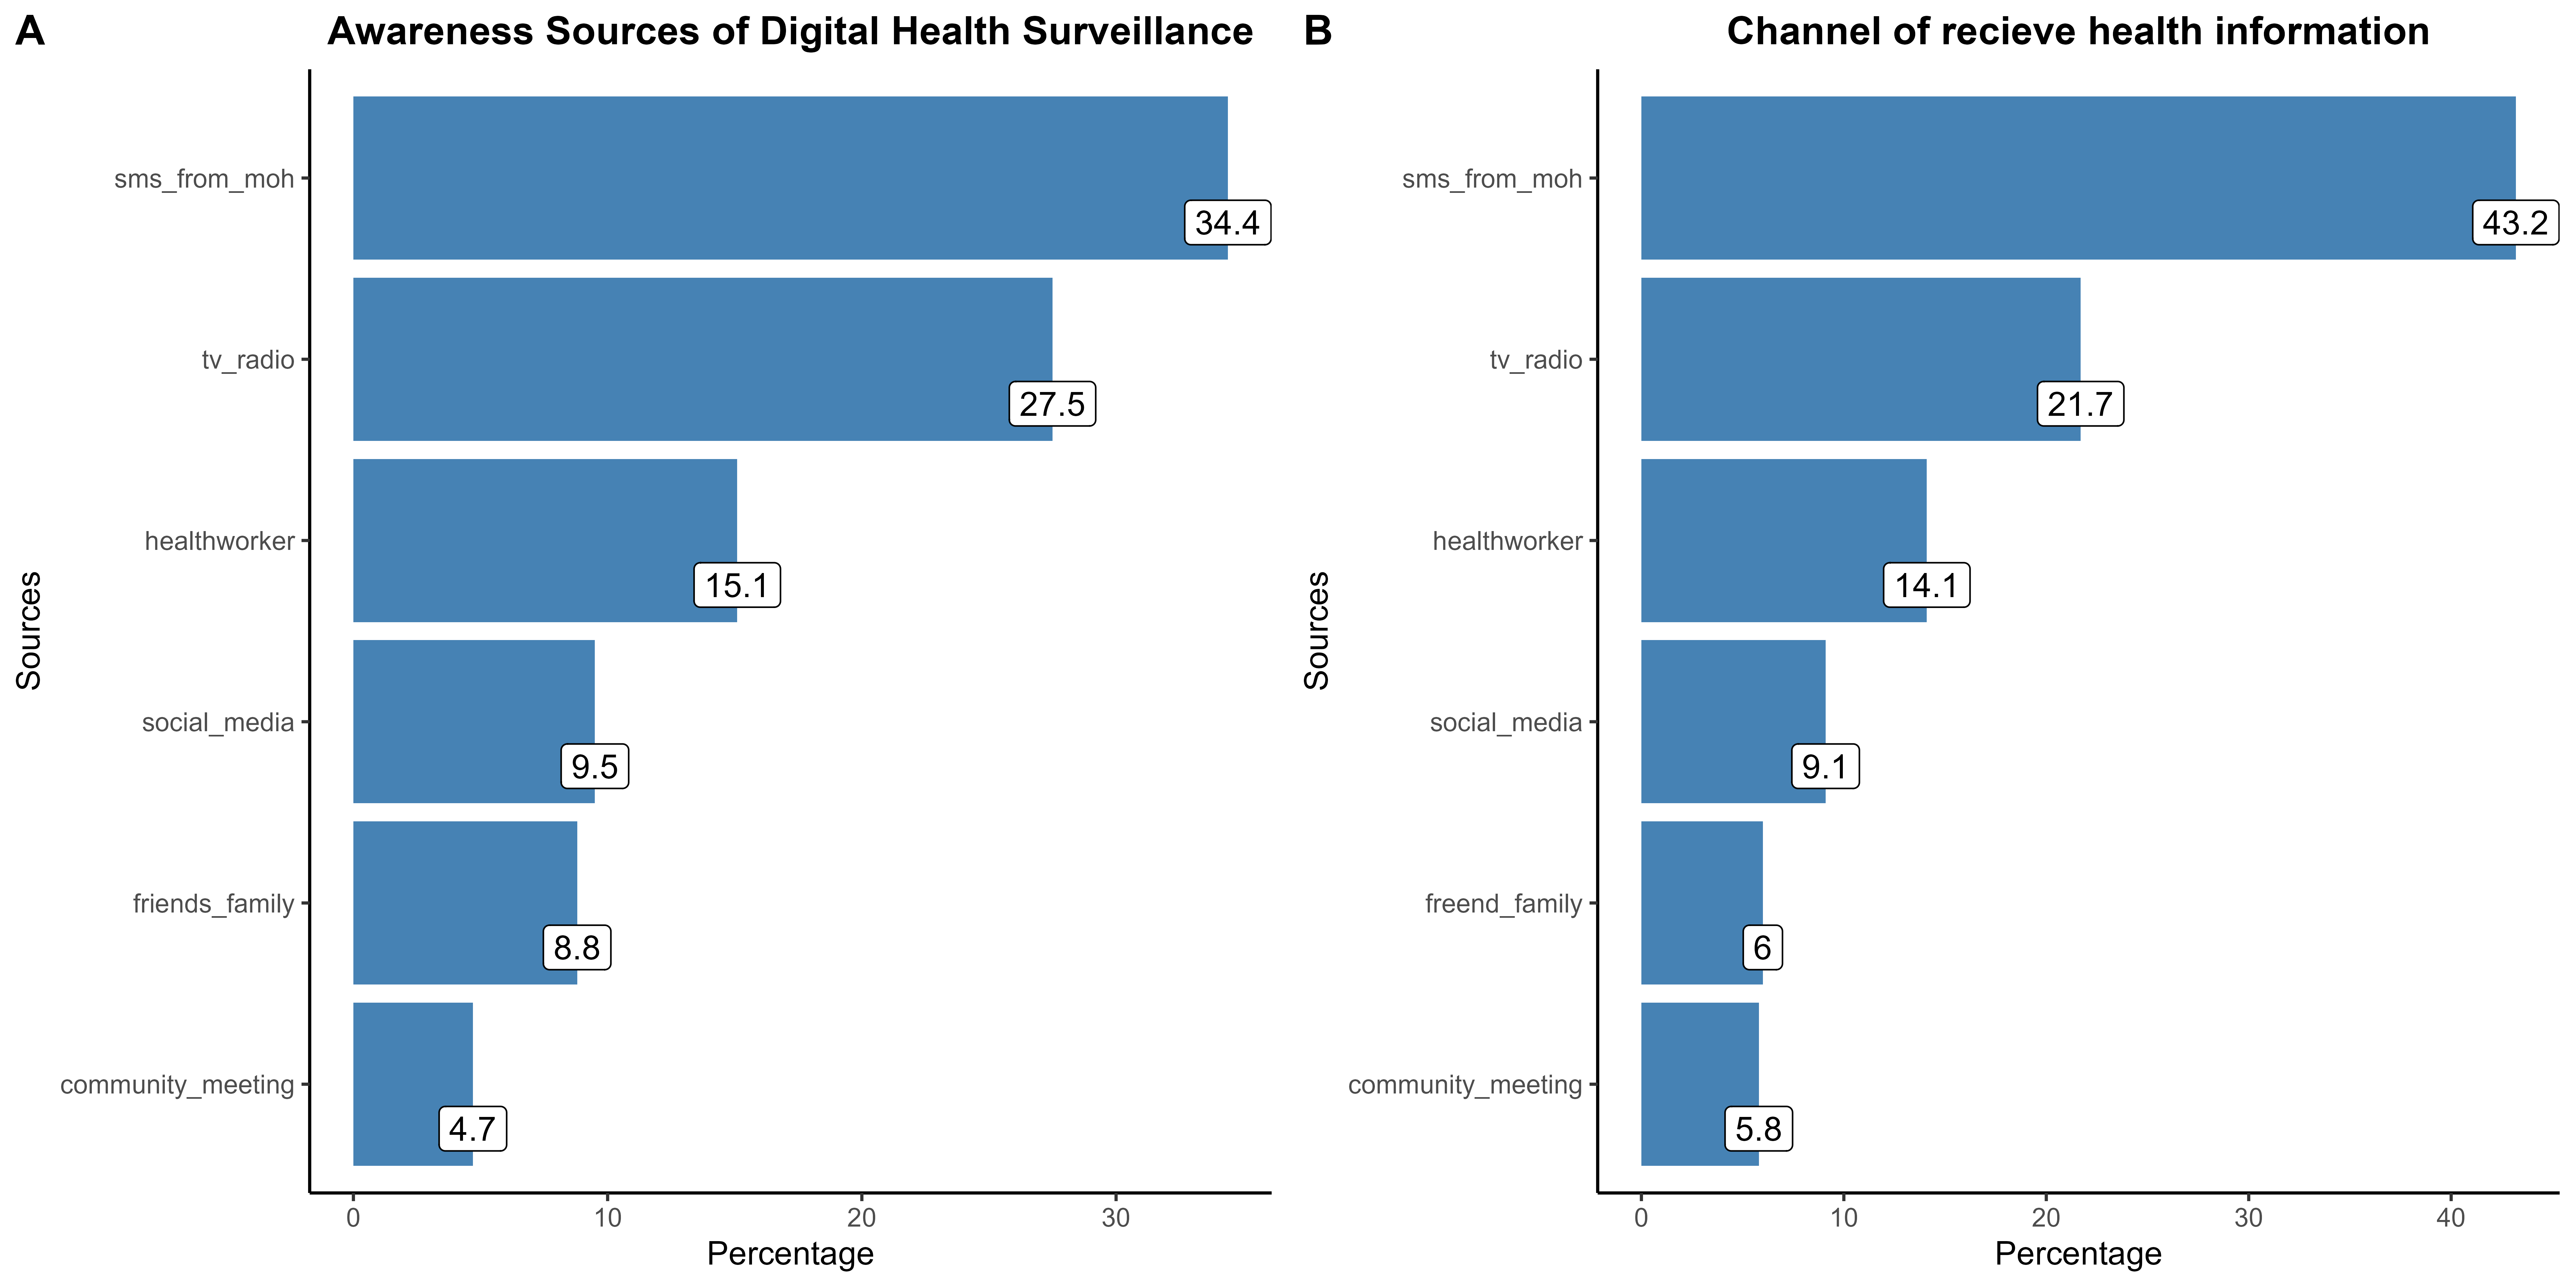 A
Awareness Sources of Digital Health Surveillance
Sources
sms_from_moh
34.4
tv_radio
27.5
healthworker
15.1
social_media
9.5
friends_family
8.8
community_meeting
4.7
0 10 20 30
Percentage
B
Channel of recieve health information
Sources
sms_from_moh
43.2
tv_radio
21.7
healthworker
14.1
social_media
9.1
freend_family
6
community_meeting
5.8
0 10 20 30 40
Percentage